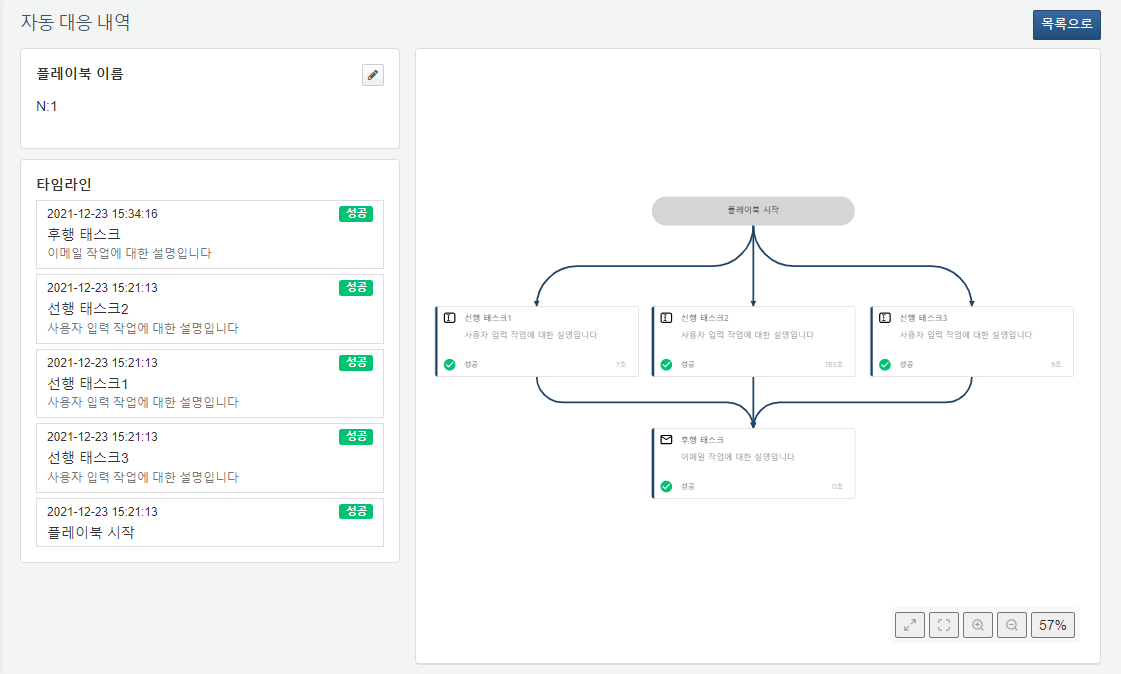 자동 대응 내역
목록으로
플레이북 이름
N:1
타임라인
2021-12-23 15:34:16
성공
후행 태스크
이메일 작업에 대한 설명입니다
2021-12-23 15:21:13
성공
선행 태스크2
사용자 입력 작업에 대한 설명입니다
2021-12-23 15:21:13
성공
선행 태스크1
사용자 입력 작업에 대한 설명입니다
2021-12-23 15:21:13
성공
선행 태스크3
사용자 입력 작업에 대한 설명입니다
2021-12-23 15:21:13
성공
플레이북 시작
플레이북 시작
선행 태스크1
사용자 입력 작업에 대한 설명입니다
성공
7초
선행 태스크2
사용자 입력 작업에 대한 설명입니다
성공
783초
선행 태스크3
사용자 입력 작업에 대한 설명입니다
성공
9초
후행 태스크
이메일 작업에 대한 설명입니다
성공
0초
57%